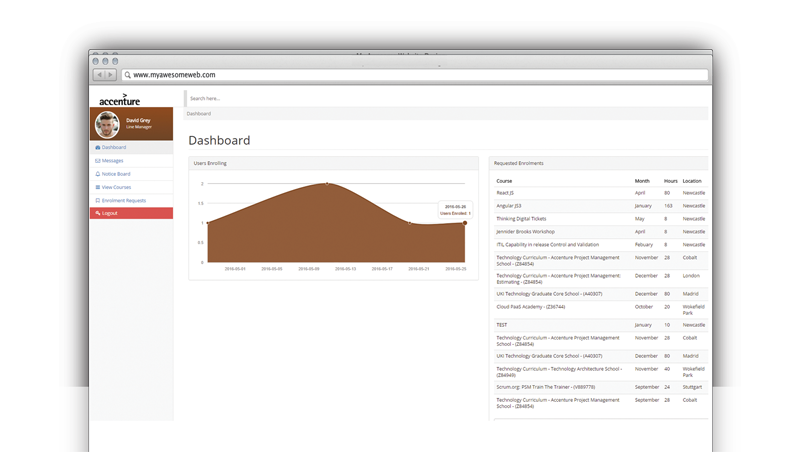 www.myawesomeweb.com
accenture
Search here...
David Grey
Line Manager
Dashboard
Dashboard
Messages
Notice Board
View Courses
Enrolment Requests
Logout
Dashboard
Users Enrolling
2
1.5
1
0.5
0
2016-05-01 2016-05-05 2016-05-09 2016-05-13 2016-05-17 2016-05-21 2016-05-25
2016-05-26
Users Enrolled: 1
Requested Enrolments
Course Month Hours Location
React JS April 80 Newcastle
Angular JS3 January 163 Newcastle
Thinking Digital Tickets May 8 Newcastle
Jennifer Brooks Workshop April 8 Newcastle
ITIL Capability in release Control and Validation Febuary 8 Newcastle
Technology Curriculum - Accenture Project Management November 28 Cobalt
School - (Z84854)
Technology Curriculum - Accenture Project Management: December 28 London
Estimating - (Z84854)
UKI Technology Graduate Core School - (A40307) December 80 Madrid
Cloud PaaS Academy - (Z36744) October 20 Wokefield
Park
TEST January 10 Newcastle
Technology Curriculum - Accenture Project Management November 28 Cobalt
School - (Z84854)
UKI Technology Graduate Core School - (A40307) December 80 Madrid
Technology Curriculum - Technology Architecture School - November 40 Wokefield
(Z84949) Park
Scrum.org: PSM Train The Trainer - (V889778) September 24 Stuttgart
Technology Curriculum - Accenture Project Management September 28 Cobalt
School - (Z84854)